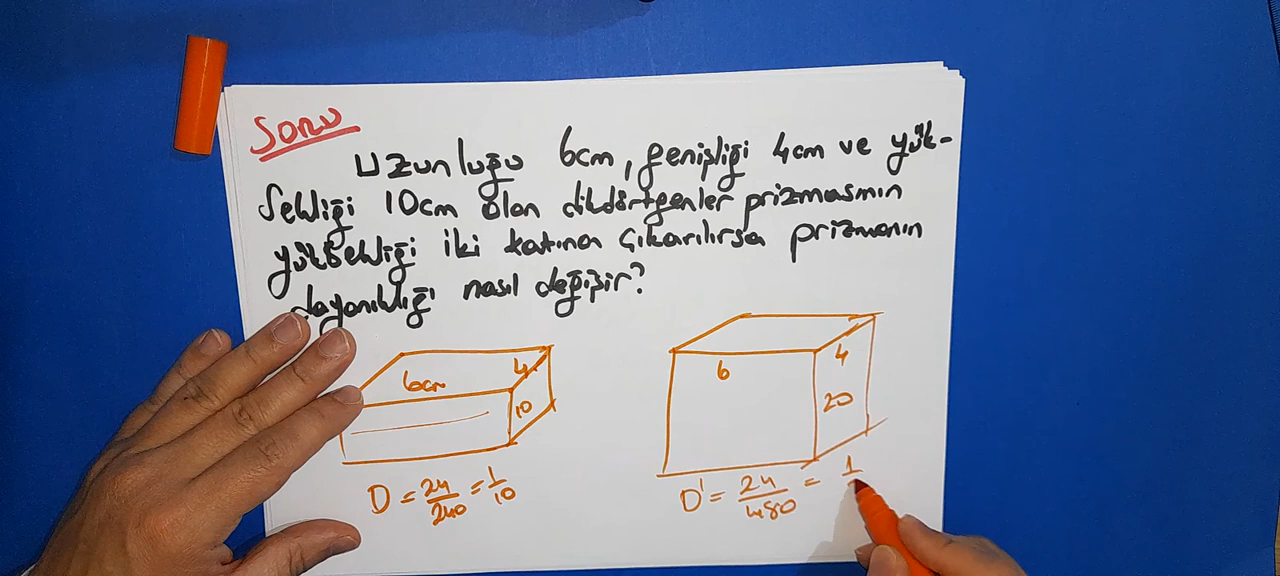 Soru
Uzunluğu 6cm, genişliği 4cm ve yük-
sekliği 10cm olan dikdörtgenler prizmasının
yüksekliği iki katına çıkarılırsa prizmanın
dayanıklılığı nasıl değişir?
6cm 4 10
6 4 20
D = 24/240 = 1/10
D' = 24/480 = 1